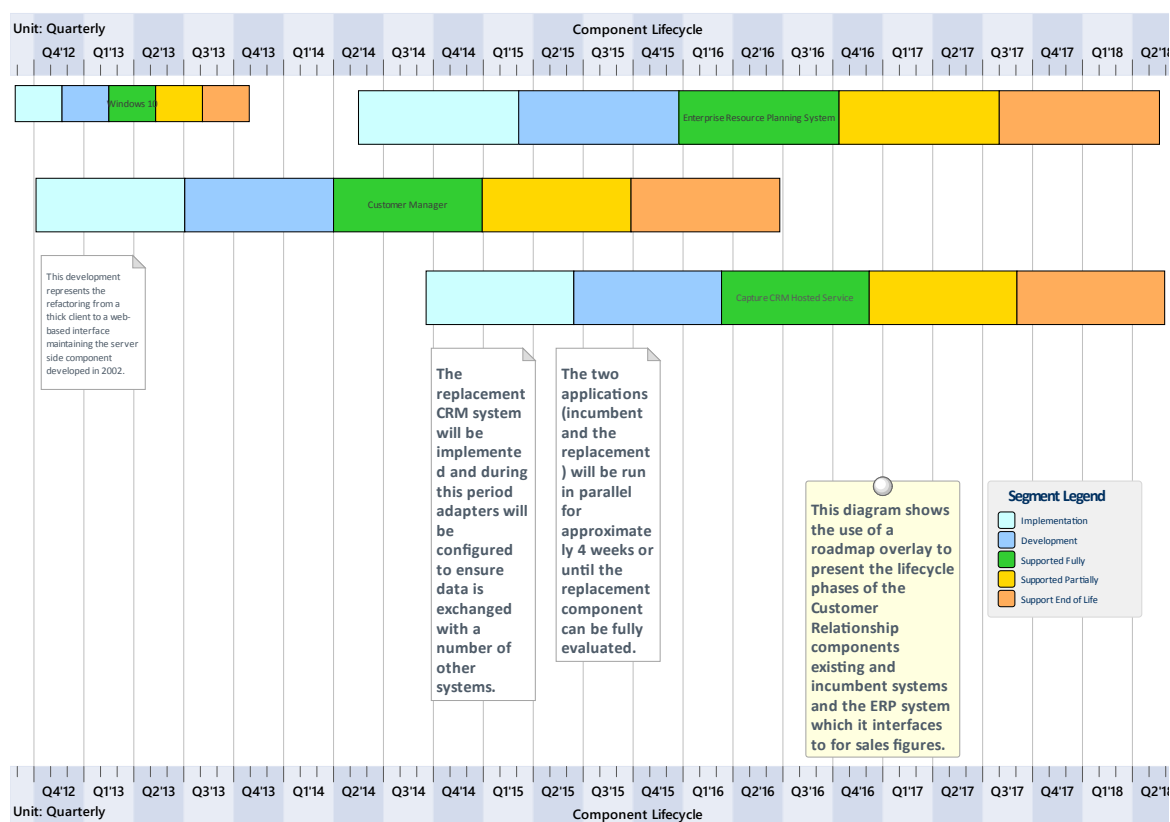 Unit: Quarterly
Component Lifecycle
Q4'12 Q1'13 Q2'13 Q3'13 Q4'13 Q1'14 Q2'14 Q3'14 Q4'14 Q1'15 Q2'15 Q3'15 Q4'15 Q1'16 Q2'16 Q3'16 Q4'16 Q1'17 Q2'17 Q3'17 Q4'17 Q1'18 Q2'18
Windows 10
Enterprise Resource Planning System
Customer Manager
Capture CRM Hosted Service
This development
represents the
refactoring from a
thick client to a web-
based interface
maintaining the server
side component
developed in 2002.
The
replacement
CRM system
will be
implemente
d and during
this period
adapters will
be
configured
to ensure
data is
exchanged
with a
number of
other
systems.
The two
applications
(incumbent
and the
replacement
) will be run
in parallel
for
approximate
ly 4 weeks or
until the
replacement
component
can be fully
evaluated.
This diagram shows
the use of a
roadmap overlay to
present the lifecycle
phases of the
Customer
Relationship
components
existing and
incumbent systems
and the ERP system
which it interfaces
to for sales figures.
Segment Legend
Implementation
Development
Supported Fully
Supported Partially
Support End of Life
Q4'12 Q1'13 Q2'13 Q3'13 Q4'13 Q1'14 Q2'14 Q3'14 Q4'14 Q1'15 Q2'15 Q3'15 Q4'15 Q1'16 Q2'16 Q3'16 Q4'16 Q1'17 Q2'17 Q3'17 Q4'17 Q1'18 Q2'18
Unit: Quarterly
Component Lifecycle